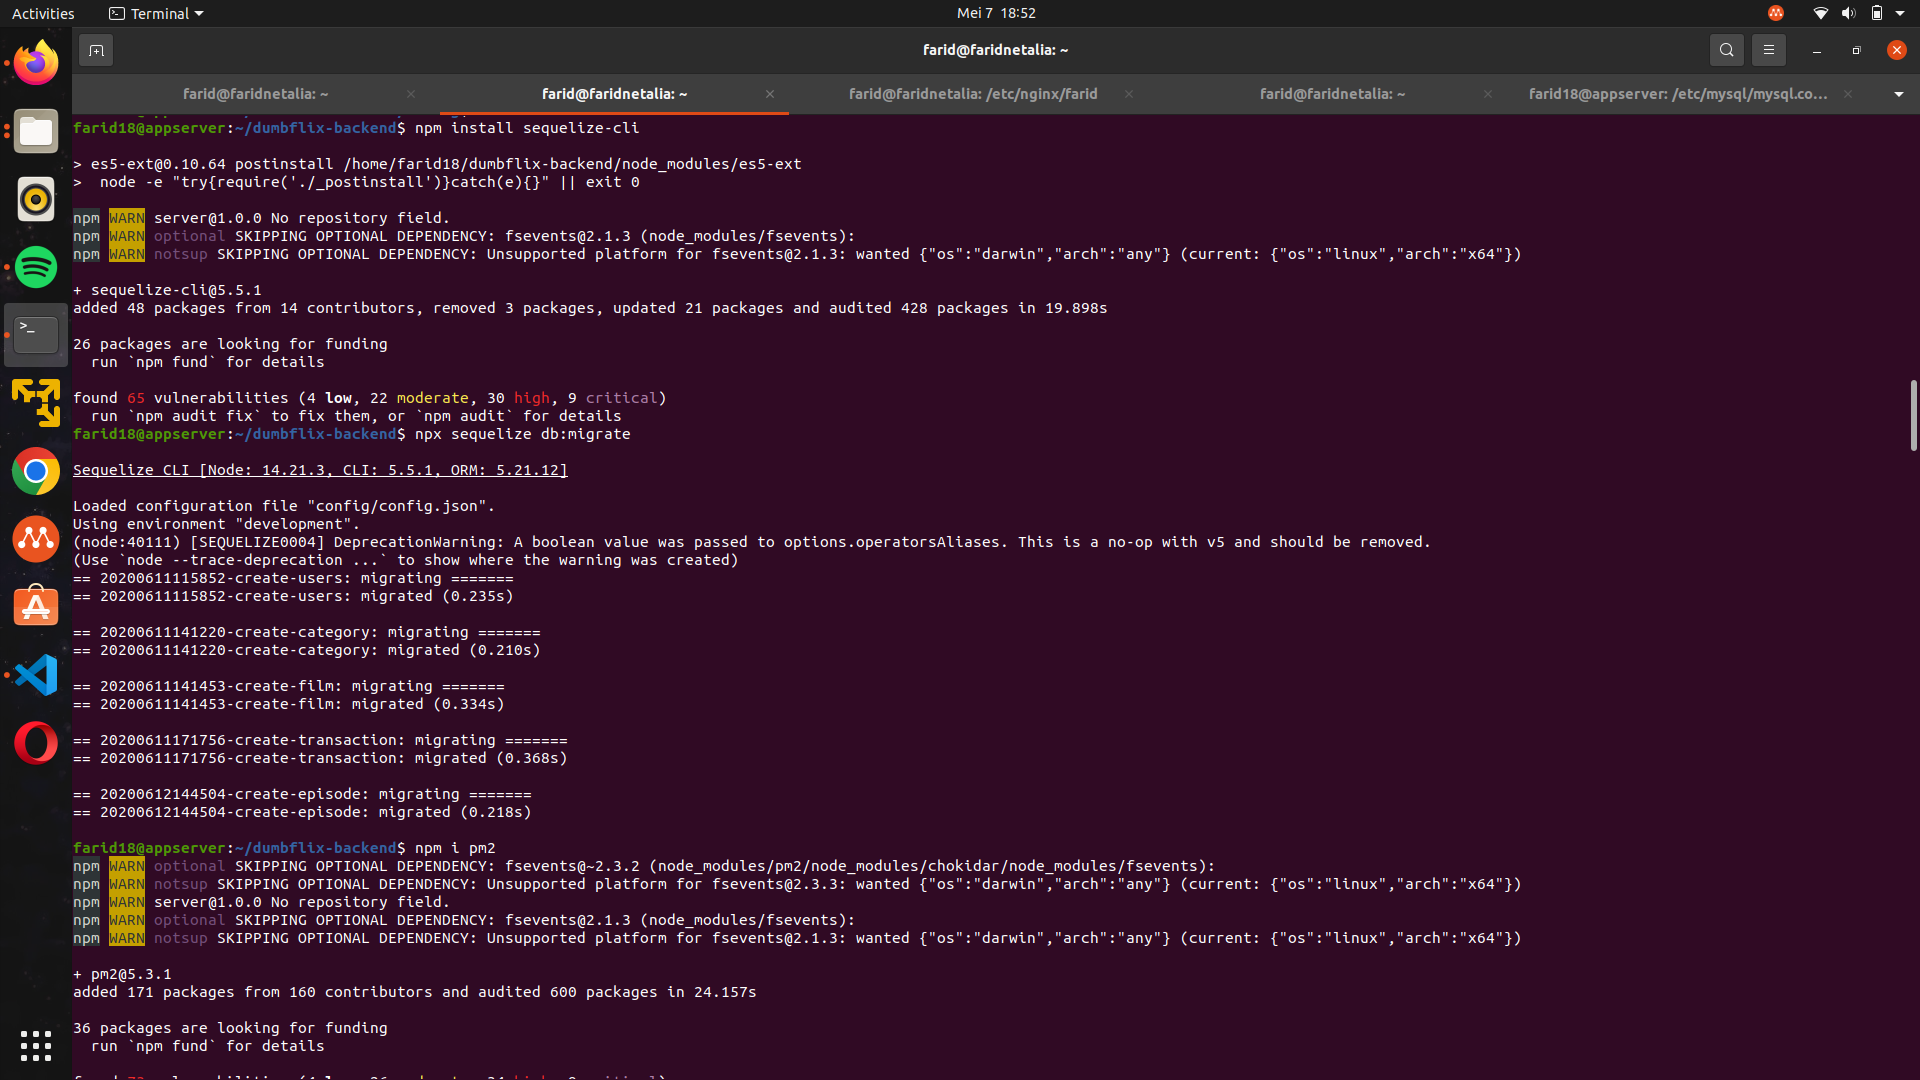 Activities
Terminal
Mei 7 18:52
farid@faridnetalia: ~
farid@faridnetalia: ~
farid@faridnetalia: ~
farid@faridnetalia: /etc/nginx/farid
farid@faridnetalia: ~
farid18@appserver: /etc/mysql/mysql.co...
farid18@appserver:~/dumbflix-backend$ npm install sequelize-cli
> es5-ext@0.10.64 postinstall /home/farid18/dumbflix-backend/node_modules/es5-ext
>  node -e "try{require('./_postinstall')}catch(e){}" || exit 0
npm WARN server@1.0.0 No repository field.
npm WARN optional SKIPPING OPTIONAL DEPENDENCY: fsevents@2.1.3 (node_modules/fsevents):
npm WARN notsup SKIPPING OPTIONAL DEPENDENCY: Unsupported platform for fsevents@2.1.3: wanted {"os":"darwin","arch":"any"} (current: {"os":"linux","arch":"x64"})
+ sequelize-cli@5.5.1
added 48 packages from 14 contributors, removed 3 packages, updated 21 packages and audited 428 packages in 19.898s
26 packages are looking for funding
  run `npm fund` for details
found 65 vulnerabilities (4 low, 22 moderate, 30 high, 9 critical)
  run `npm audit fix` to fix them, or `npm audit` for details
farid18@appserver:~/dumbflix-backend$ npx sequelize db:migrate
Sequelize CLI [Node: 14.21.3, CLI: 5.5.1, ORM: 5.21.12]
Loaded configuration file "config/config.json".
Using environment "development".
(node:40111) [SEQUELIZE0004] DeprecationWarning: A boolean value was passed to options.operatorsAliases. This is a no-op with v5 and should be removed.
(Use `node --trace-deprecation ...` to show where the warning was created)
== 20200611115852-create-users: migrating =======
== 20200611115852-create-users: migrated (0.235s)
== 20200611141220-create-category: migrating =======
== 20200611141220-create-category: migrated (0.210s)
== 20200611141453-create-film: migrating =======
== 20200611141453-create-film: migrated (0.334s)
== 20200611171756-create-transaction: migrating =======
== 20200611171756-create-transaction: migrated (0.368s)
== 20200612144504-create-episode: migrating =======
== 20200612144504-create-episode: migrated (0.218s)
farid18@appserver:~/dumbflix-backend$ npm i pm2
npm WARN optional SKIPPING OPTIONAL DEPENDENCY: fsevents@~2.3.2 (node_modules/pm2/node_modules/chokidar/node_modules/fsevents):
npm WARN notsup SKIPPING OPTIONAL DEPENDENCY: Unsupported platform for fsevents@2.3.3: wanted {"os":"darwin","arch":"any"} (current: {"os":"linux","arch":"x64"})
npm WARN server@1.0.0 No repository field.
npm WARN optional SKIPPING OPTIONAL DEPENDENCY: fsevents@2.1.3 (node_modules/fsevents):
npm WARN notsup SKIPPING OPTIONAL DEPENDENCY: Unsupported platform for fsevents@2.1.3: wanted {"os":"darwin","arch":"any"} (current: {"os":"linux","arch":"x64"})
+ pm2@5.3.1
added 171 packages from 160 contributors and audited 600 packages in 24.157s
36 packages are looking for funding
  run `npm fund` for details